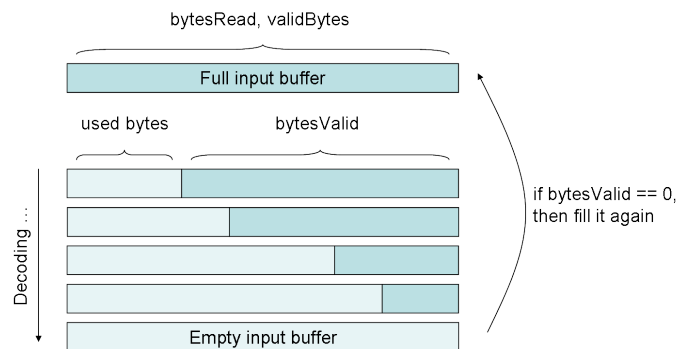 bytesRead, validBytes
Full input buffer
used bytes
bytesValid
Decoding ...
if bytesValid == 0,
then fill it again
Empty input buffer